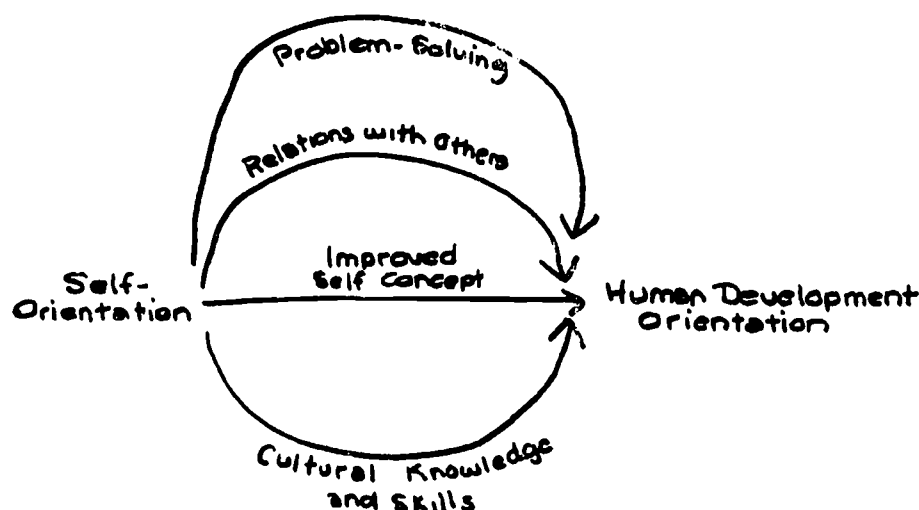 Problem-Solving
Relations with Others
Improved
Self Concept
Self-
Orientation
Human Development
Orientation
Cultural Knowledge
and Skills